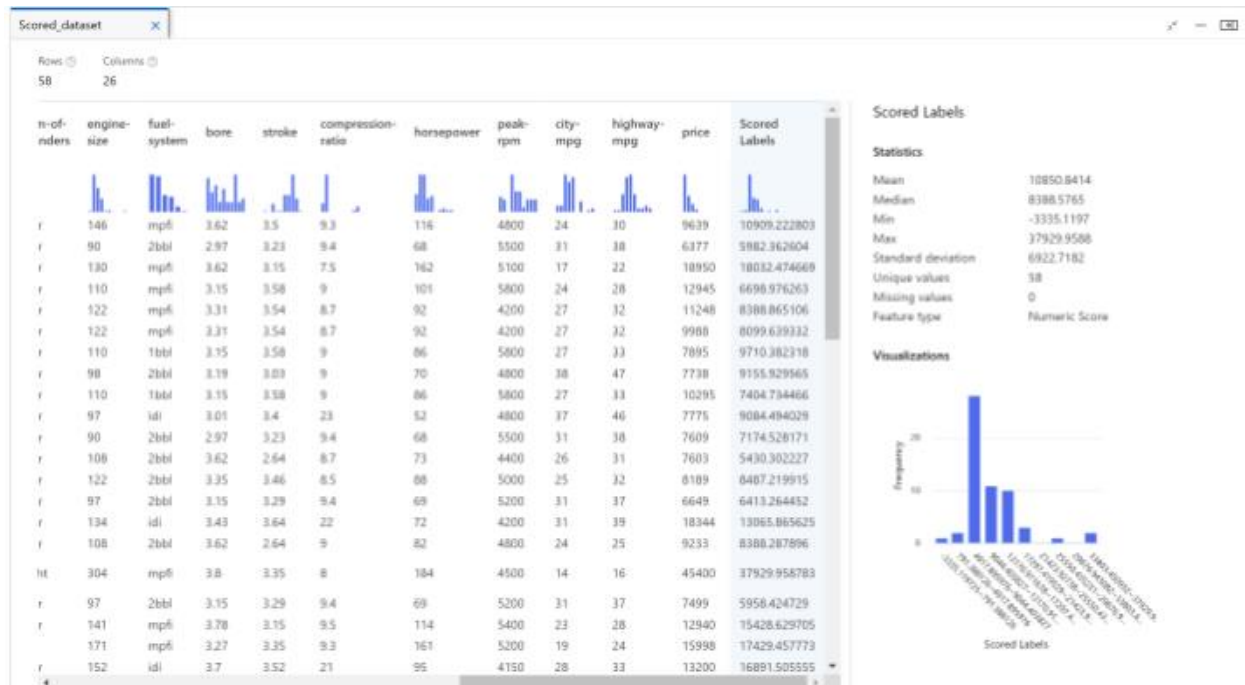 Scored_dataset
Rows Columns
58 26
n-of-nders engine-size fuel-system bore stroke compression-ratio horsepower peak-rpm city-mpg highway-mpg price Scored Labels
r 146 mpfi 3.62 3.5 9.3 116 4800 24 30 9639 10909.222803
r 90 2bbl 2.97 3.23 9.4 68 5500 31 38 6377 5982.362604
r 130 mpfi 3.62 3.15 7.5 162 5100 17 22 18950 18032.474669
r 110 mpfi 3.15 3.58 9 101 5800 24 28 12945 6698.976263
r 122 mpfi 3.31 3.54 8.7 92 4200 27 32 11248 8388.865106
r 122 mpfi 3.31 3.54 8.7 92 4200 27 32 9988 8099.639332
r 110 1bbl 3.15 3.58 9 86 5800 27 33 7895 9710.382318
r 98 2bbl 3.19 3.03 9 70 4800 38 47 7738 9155.929965
r 110 1bbl 3.15 3.58 9 86 5800 27 33 10295 7404.734466
r 97 idi 3.01 3.4 23 52 4800 37 46 7775 9084.494029
r 90 2bbl 2.97 3.23 9.4 68 5500 31 38 7609 7174.528171
r 108 2bbl 3.62 2.64 8.7 73 4400 26 31 7603 5430.302227
r 122 2bbl 3.35 3.46 8.5 88 5000 25 32 8189 8487.219915
r 97 2bbl 3.15 3.29 9.4 69 5200 31 37 6649 6413.264452
r 134 idi 3.43 3.64 22 72 4200 31 39 18344 13065.865625
r 108 2bbl 3.62 2.64 9 82 4800 24 25 9233 8388.287896
ht 304 mpfi 3.8 3.35 8 184 4500 14 16 45400 37929.958783
r 97 2bbl 3.15 3.29 9.4 69 5200 31 37 7499 5958.424729
r 141 mpfi 3.78 3.15 9.5 114 5400 23 28 12940 15428.629705
171 mpfi 3.27 3.35 9.3 161 5200 19 24 15998 17429.457773
r 152 idi 3.7 3.52 21 95 4150 28 33 13200 16891.505555
Scored Labels
Statistics
Mean 10850.8414
Median 8388.5765
Min -3335.1197
Max 37929.9588
Standard deviation 6922.7182
Unique values 58
Missing values 0
Feature type Numeric Score
Visualizations
Frequency
20
10
0
Scored Labels